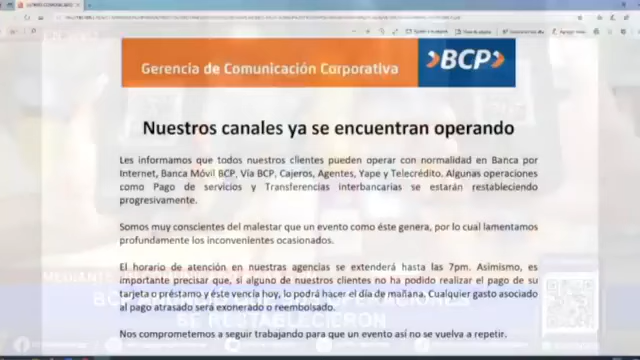 Gerencia de Comunicación Corporativa
BCP
Nuestros canales ya se encuentran operando
Les informamos que todos nuestros clientes pueden operar con normalidad en Banca por
Internet, Banca Móvil BCP, Vía BCP, Cajeros, Agentes, Yape y Telecrédito. Algunas operaciones
como Pago de servicios y Transferencias interbancarias se estarán restableciendo
progresivamente.
Somos muy conscientes del malestar que un evento como éste genera, por lo cual lamentamos
profundamente los inconvenientes ocasionados.
El horario de atención en nuestras agencias se extenderá hasta las 7pm. Asimismo, es
importante precisar que, si alguno de nuestros clientes no ha podido realizar el pago de su
tarjeta o préstamo y éste vencía hoy, lo podrá hacer el día de mañana. Cualquier gasto asociado
al pago atrasado será exonerado o reembolsado.
Nos comprometemos a seguir trabajando para que un evento así no se vuelva a repetir.
MEDIANTE
SE RESTABLECIERON